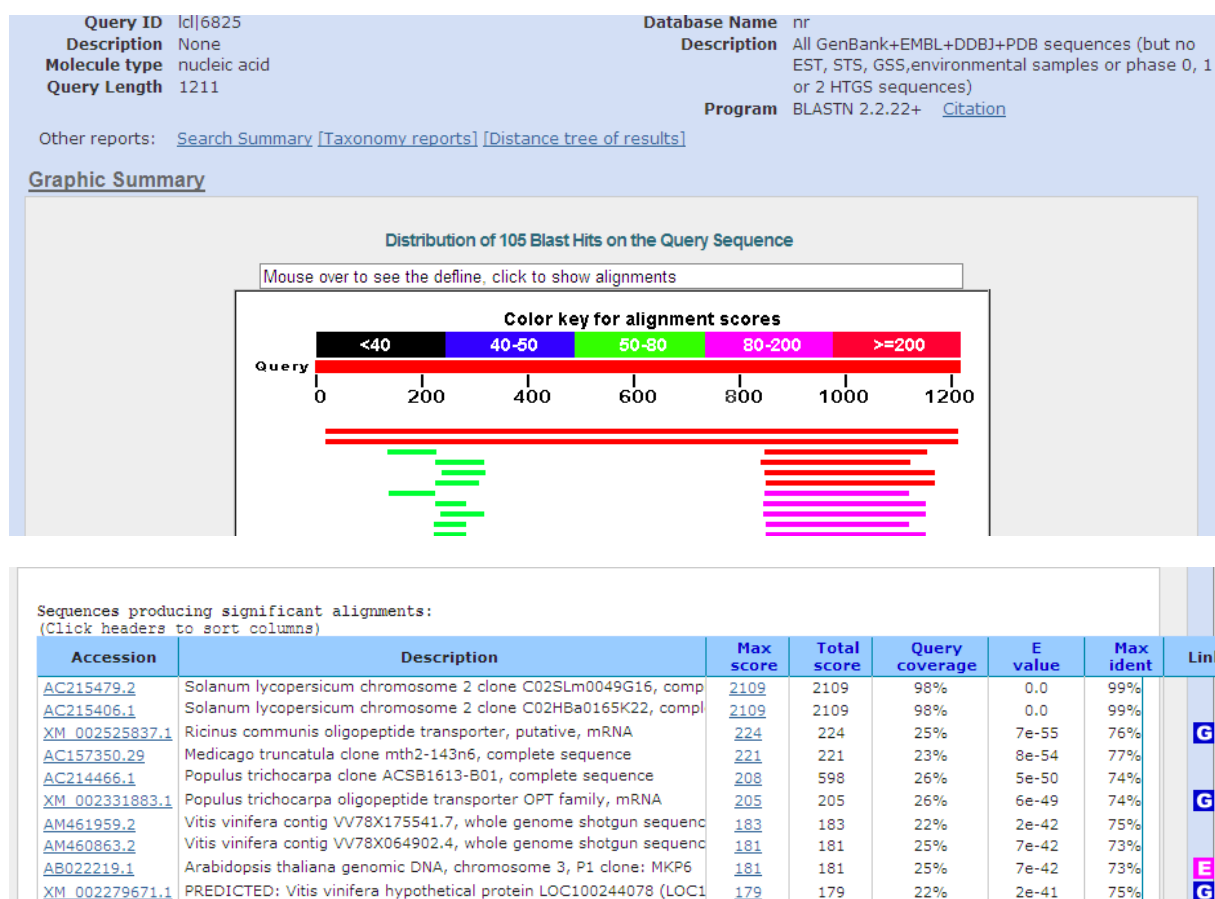 Query ID lcl|6825 Database Name nr
Description None Description All GenBank+EMBL+DDBJ+PDB sequences (but no
Molecule type nucleic acid EST, STS, GSS,environmental samples or phase 0, 1
Query Length 1211 or 2 HTGS sequences)
Program BLASTN 2.2.22+ Citation
Other reports: Search Summary [Taxonomy reports] [Distance tree of results]
Graphic Summary
Distribution of 105 Blast Hits on the Query Sequence
Mouse over to see the defline, click to show alignments
Color key for alignment scores
<40 40-50 50-80 80-200 >=200
Query
0 200 400 600 800 1000 1200
Sequences producing significant alignments:
(Click headers to sort columns)
Accession Description Max score Total score Query coverage E value Max ident Lin
AC215479.2 Solanum lycopersicum chromosome 2 clone C02SLm0049G16, comp 2109 2109 98% 0.0 99%
AC215406.1 Solanum lycopersicum chromosome 2 clone C02HBa0165K22, compl 2109 2109 98% 0.0 99%
XM_002525837.1 Ricinus communis oligopeptide transporter, putative, mRNA 224 224 25% 7e-55 76% G
AC157350.29 Medicago truncatula clone mth2-143n6, complete sequence 221 221 23% 8e-54 77%
AC214466.1 Populus trichocarpa clone ACSB1613-B01, complete sequence 208 598 26% 5e-50 74%
XM_002331883.1 Populus trichocarpa oligopeptide transporter OPT family, mRNA 205 205 26% 6e-49 74% G
AM461959.2 Vitis vinifera contig VV78X175541.7, whole genome shotgun sequenc 183 183 22% 2e-42 75%
AM460863.2 Vitis vinifera contig VV78X064902.4, whole genome shotgun sequenc 181 181 25% 7e-42 73%
AB022219.1 Arabidopsis thaliana genomic DNA, chromosome 3, P1 clone: MKP6 181 181 25% 7e-42 73% E
XM_002279671.1 PREDICTED: Vitis vinifera hypothetical protein LOC100244078 (LOC1 179 179 22% 2e-41 75% G